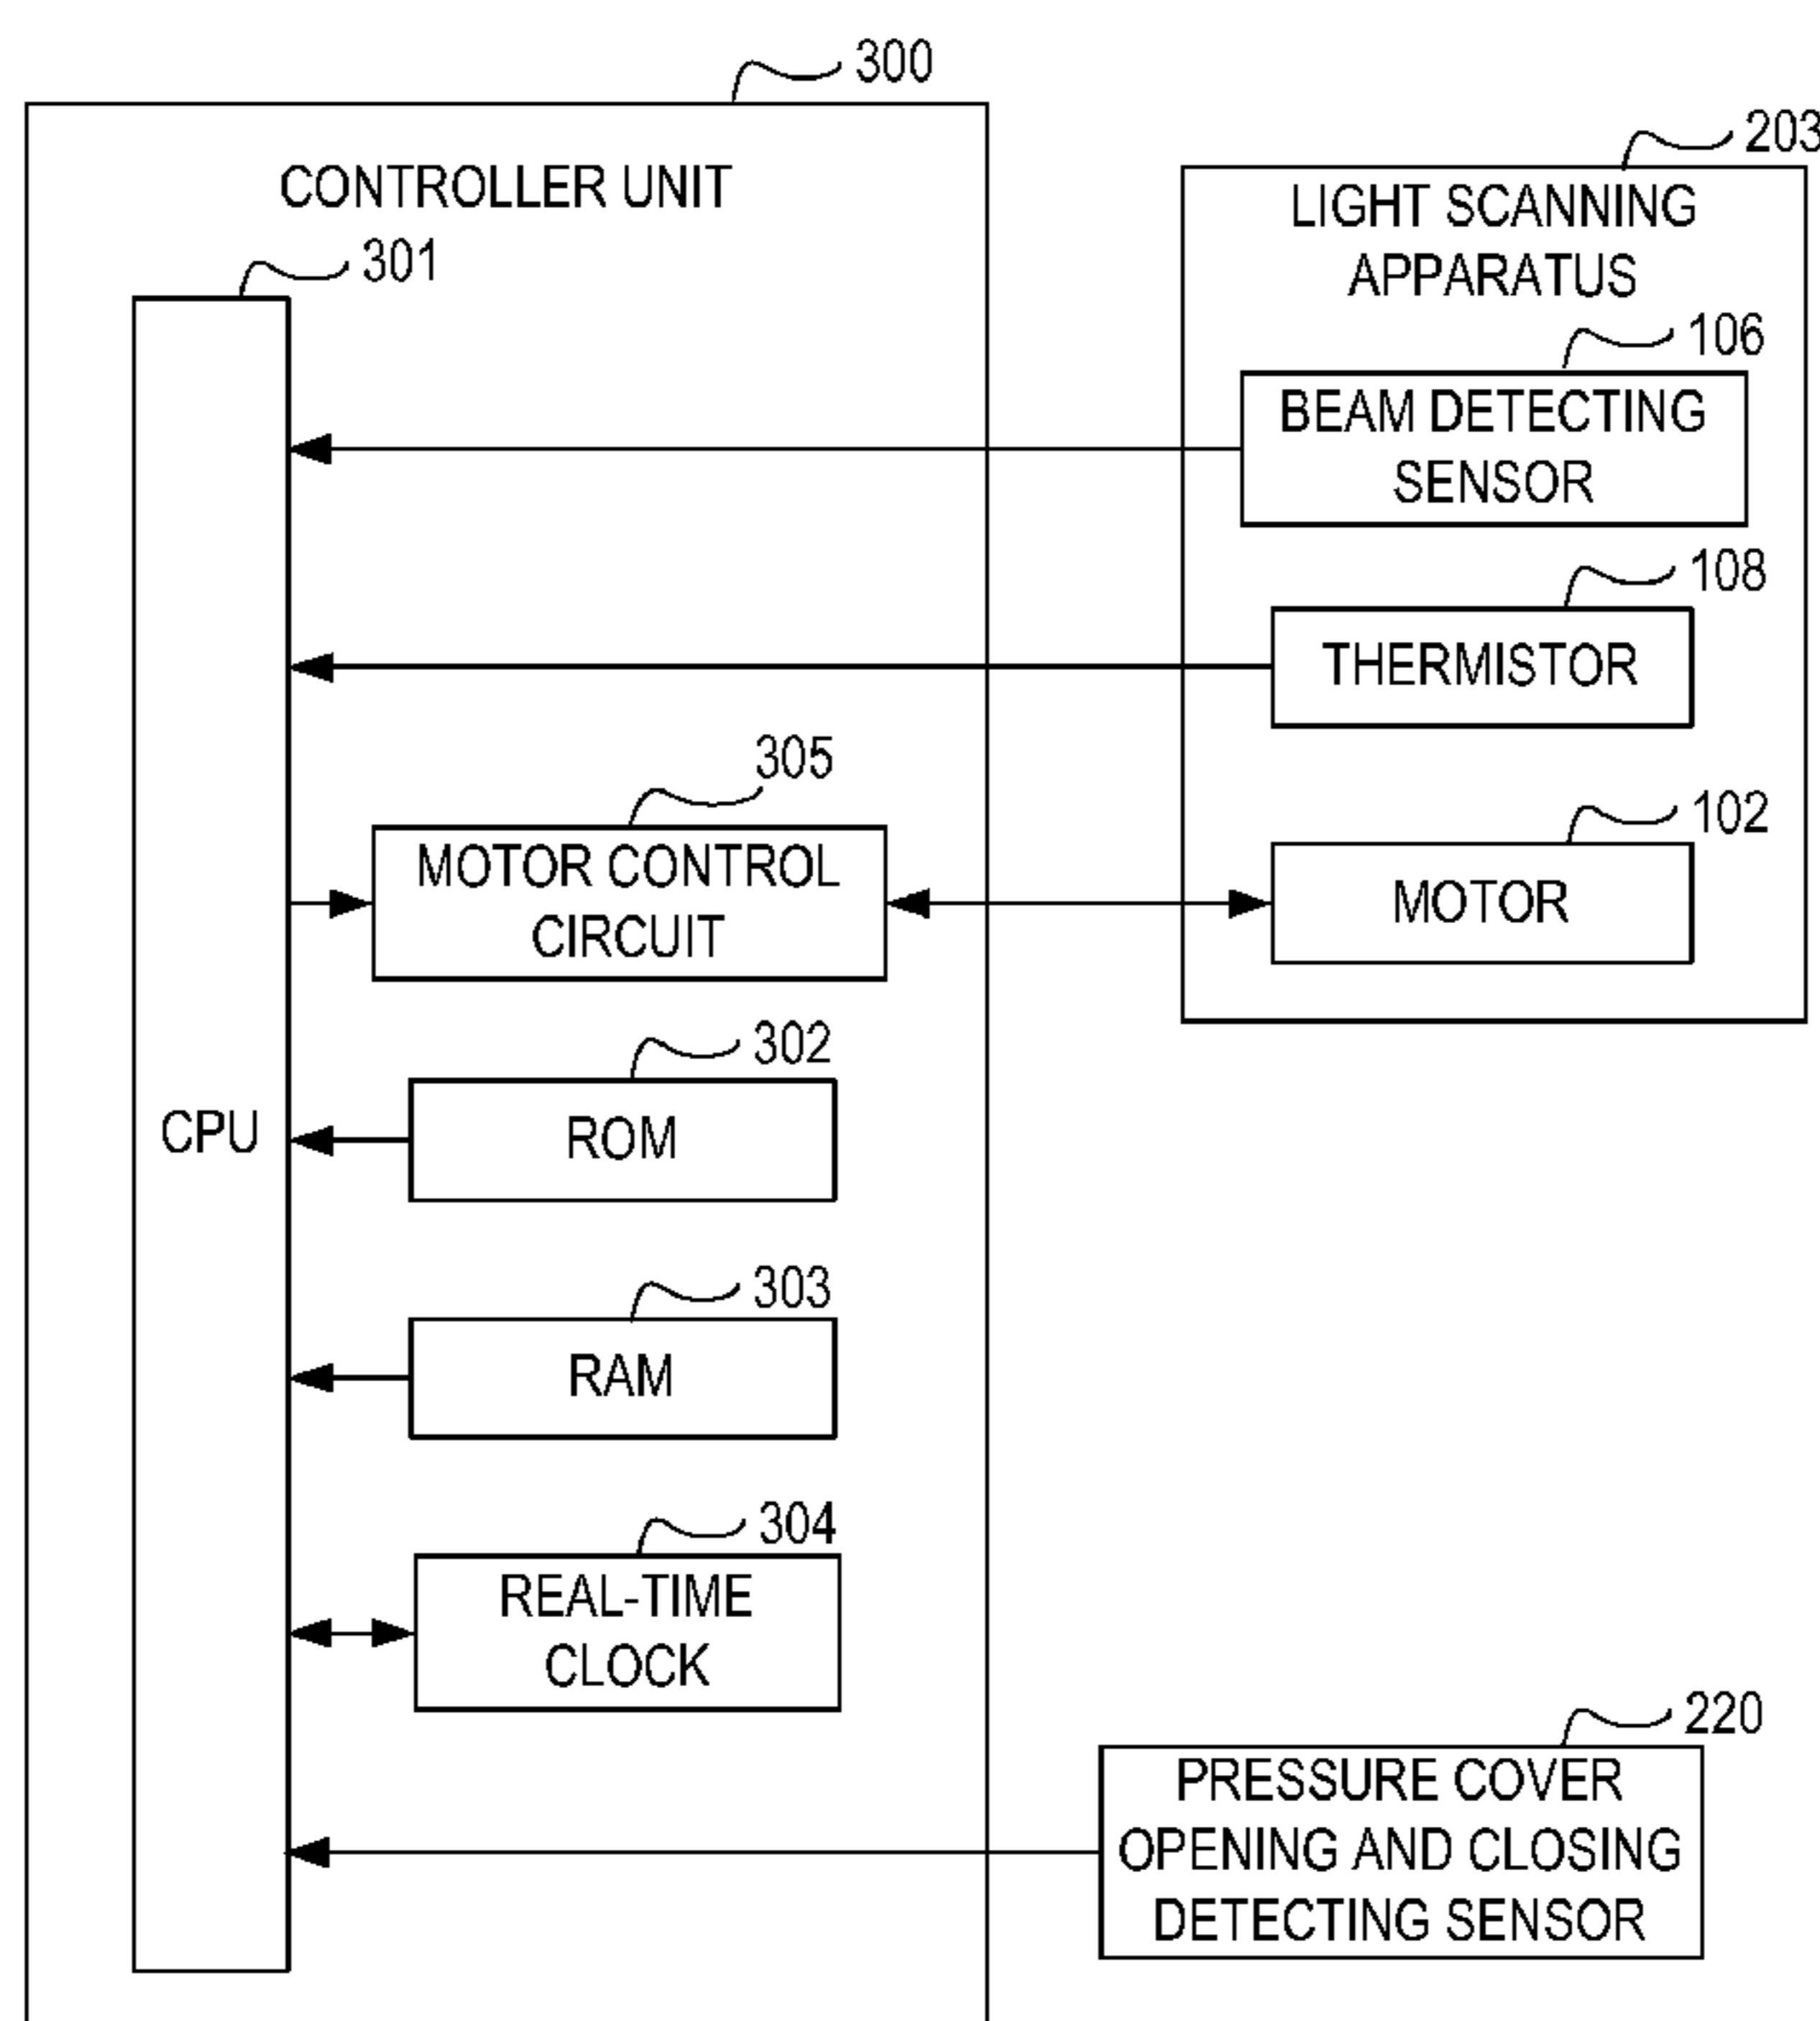 300
CONTROLLER UNIT
301
203
LIGHT SCANNING
APPARATUS
106
BEAM DETECTING
SENSOR
108
THERMISTOR
305
MOTOR CONTROL
CIRCUIT
102
MOTOR
302
CPU
ROM
303
RAM
304
REAL-TIME
CLOCK
220
PRESSURE COVER
OPENING AND CLOSING
DETECTING SENSOR